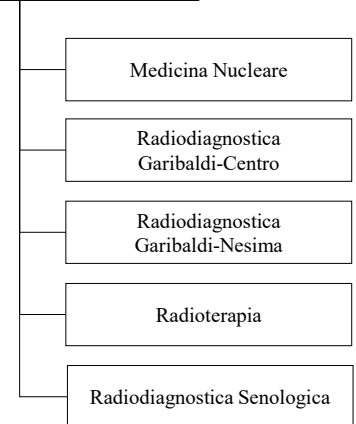 Medicina Nucleare
Radiodiagnostica
Garibaldi-Centro
Radiodiagnostica
Garibaldi-Nesima
Radioterapia
Radiodiagnostica Senologica